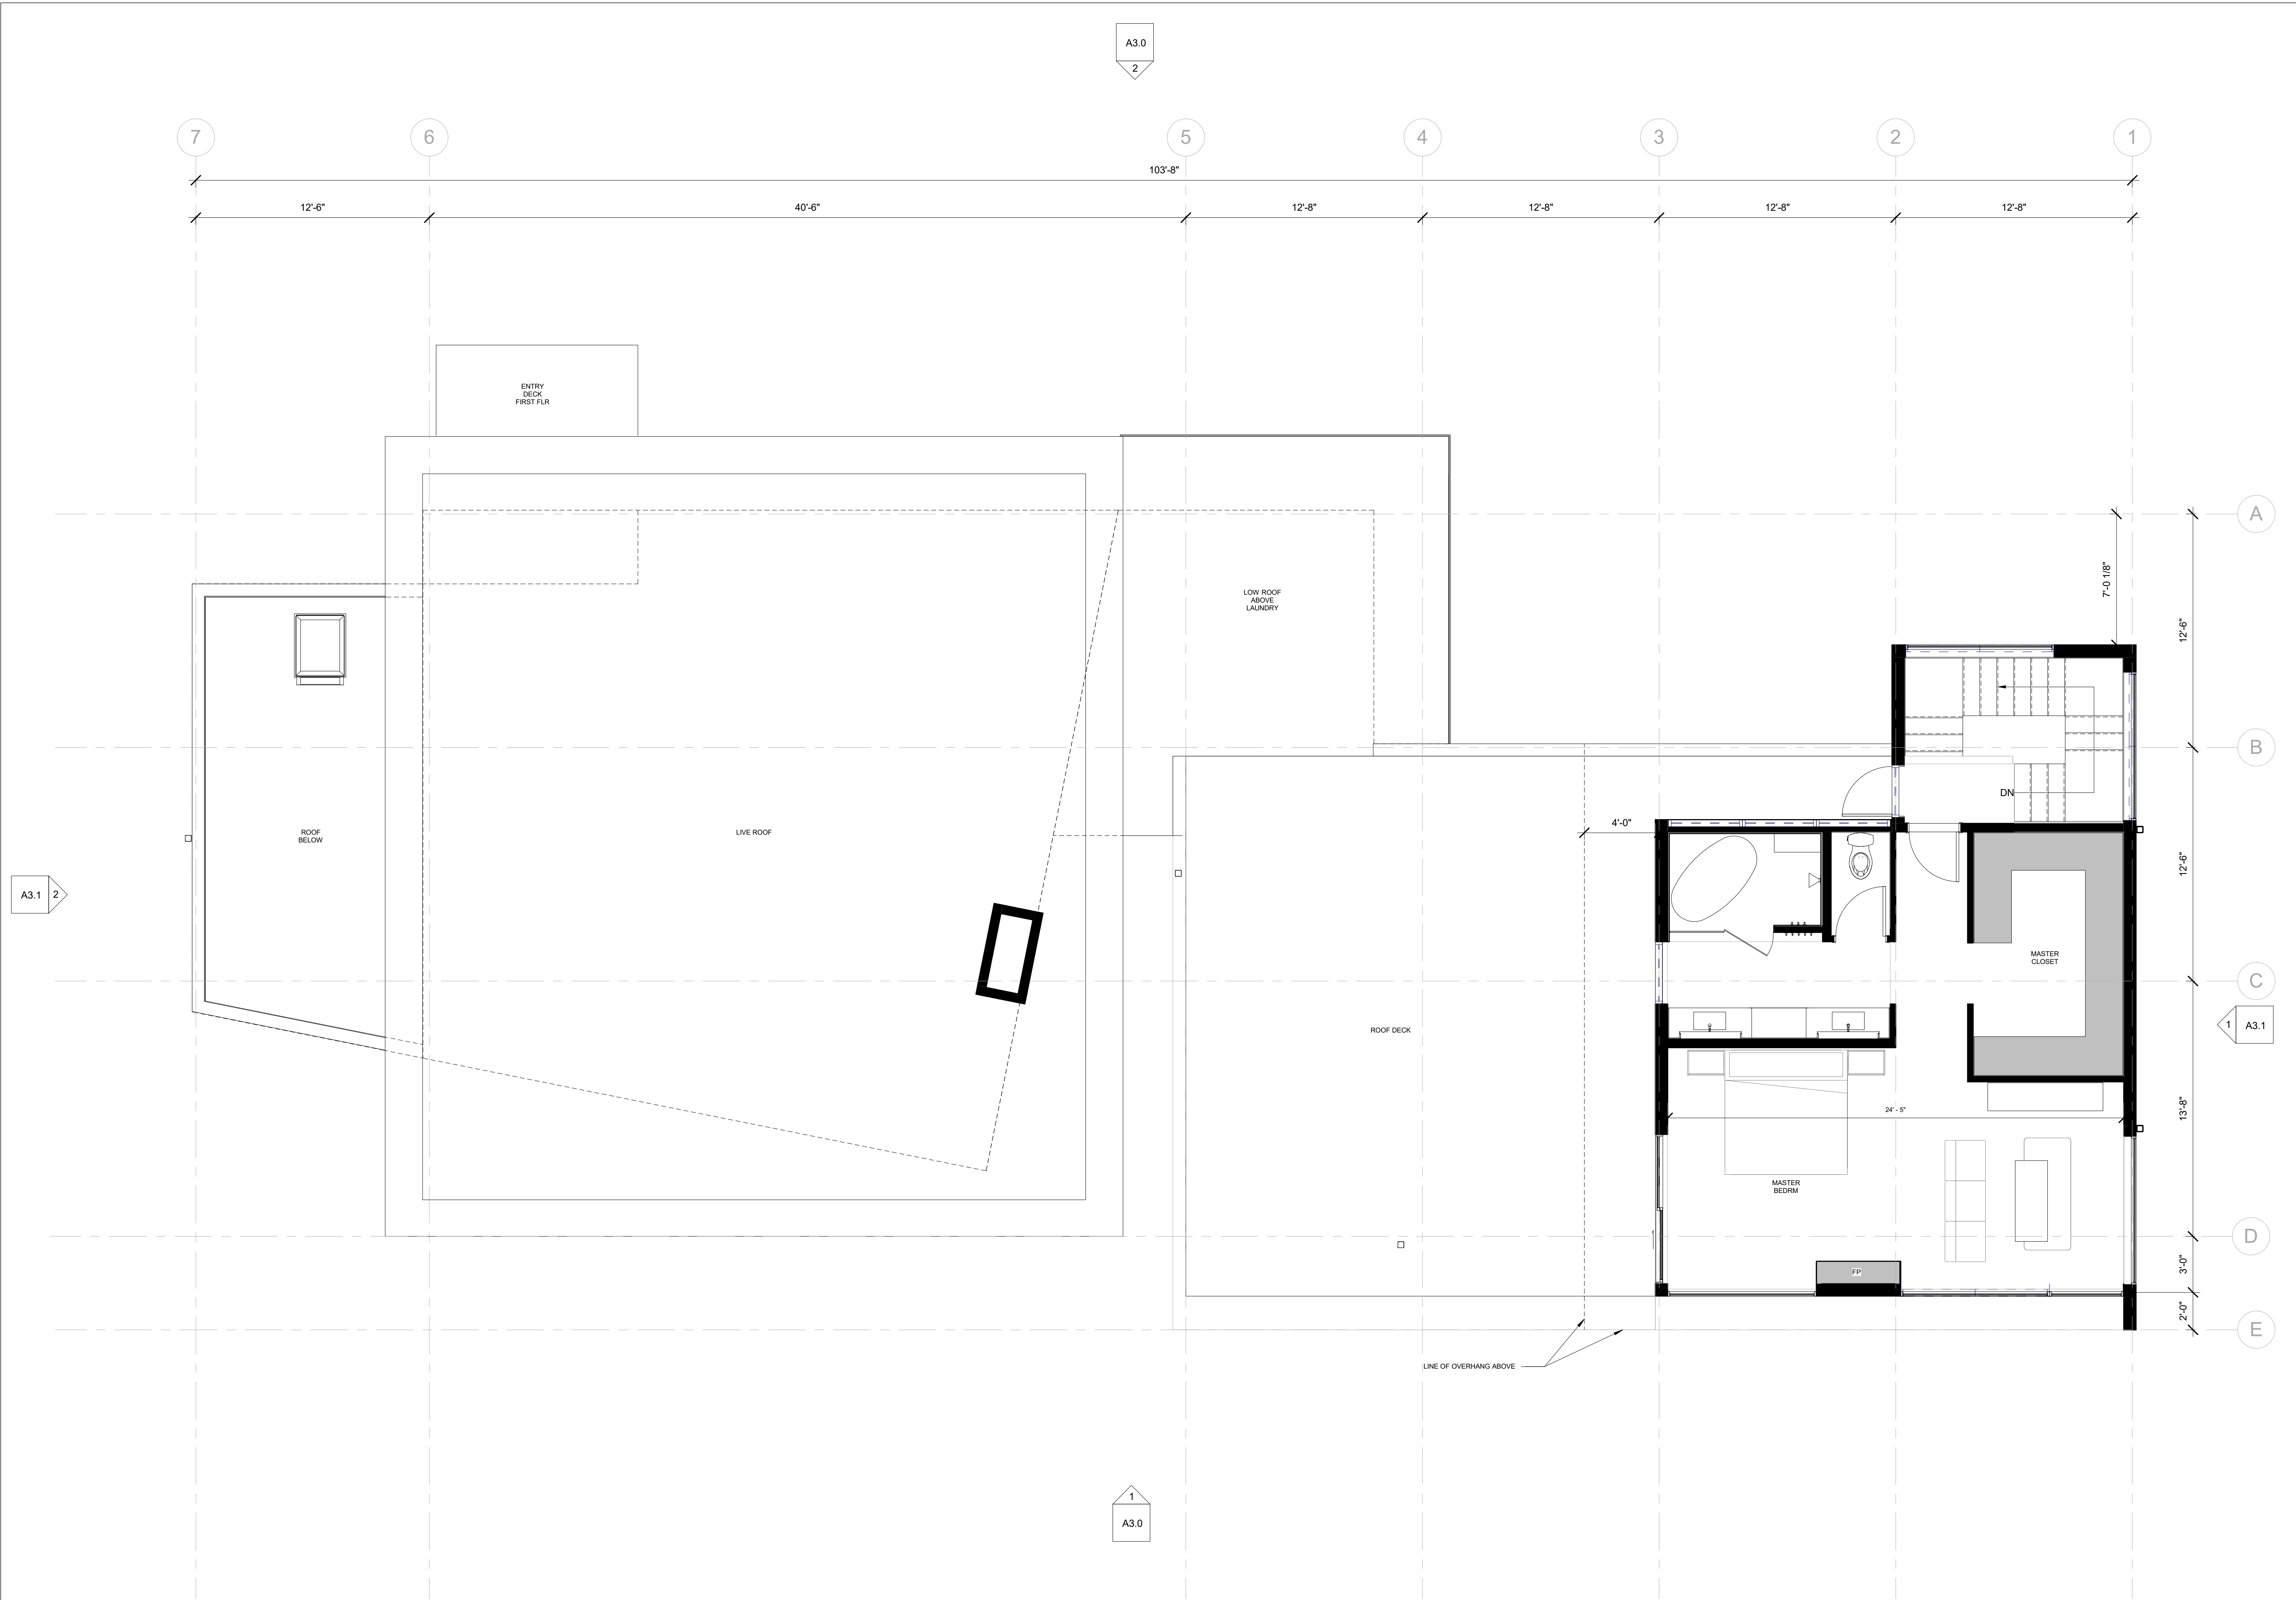 A3.0
2
7
6
5
4
3
2
1
103'-8"
12'-6"
40'-6"
12'-8"
12'-8"
12'-8"
12'-8"
ENTRY
DECK
FIRST FLR
A
7'-0 1/8"
12'-6"
LOW ROOF
ABOVE
LAUNDRY
B
DN
ROOF
BELOW
LIVE ROOF
4'-0"
12'-6"
A3.1
2
MASTER
CLOSET
C
ROOF DECK
1
A3.1
24' - 5"
13'-8"
MASTER
BEDRM
D
FP
3'-0"
2'-0"
E
LINE OF OVERHANG ABOVE
1
A3.0